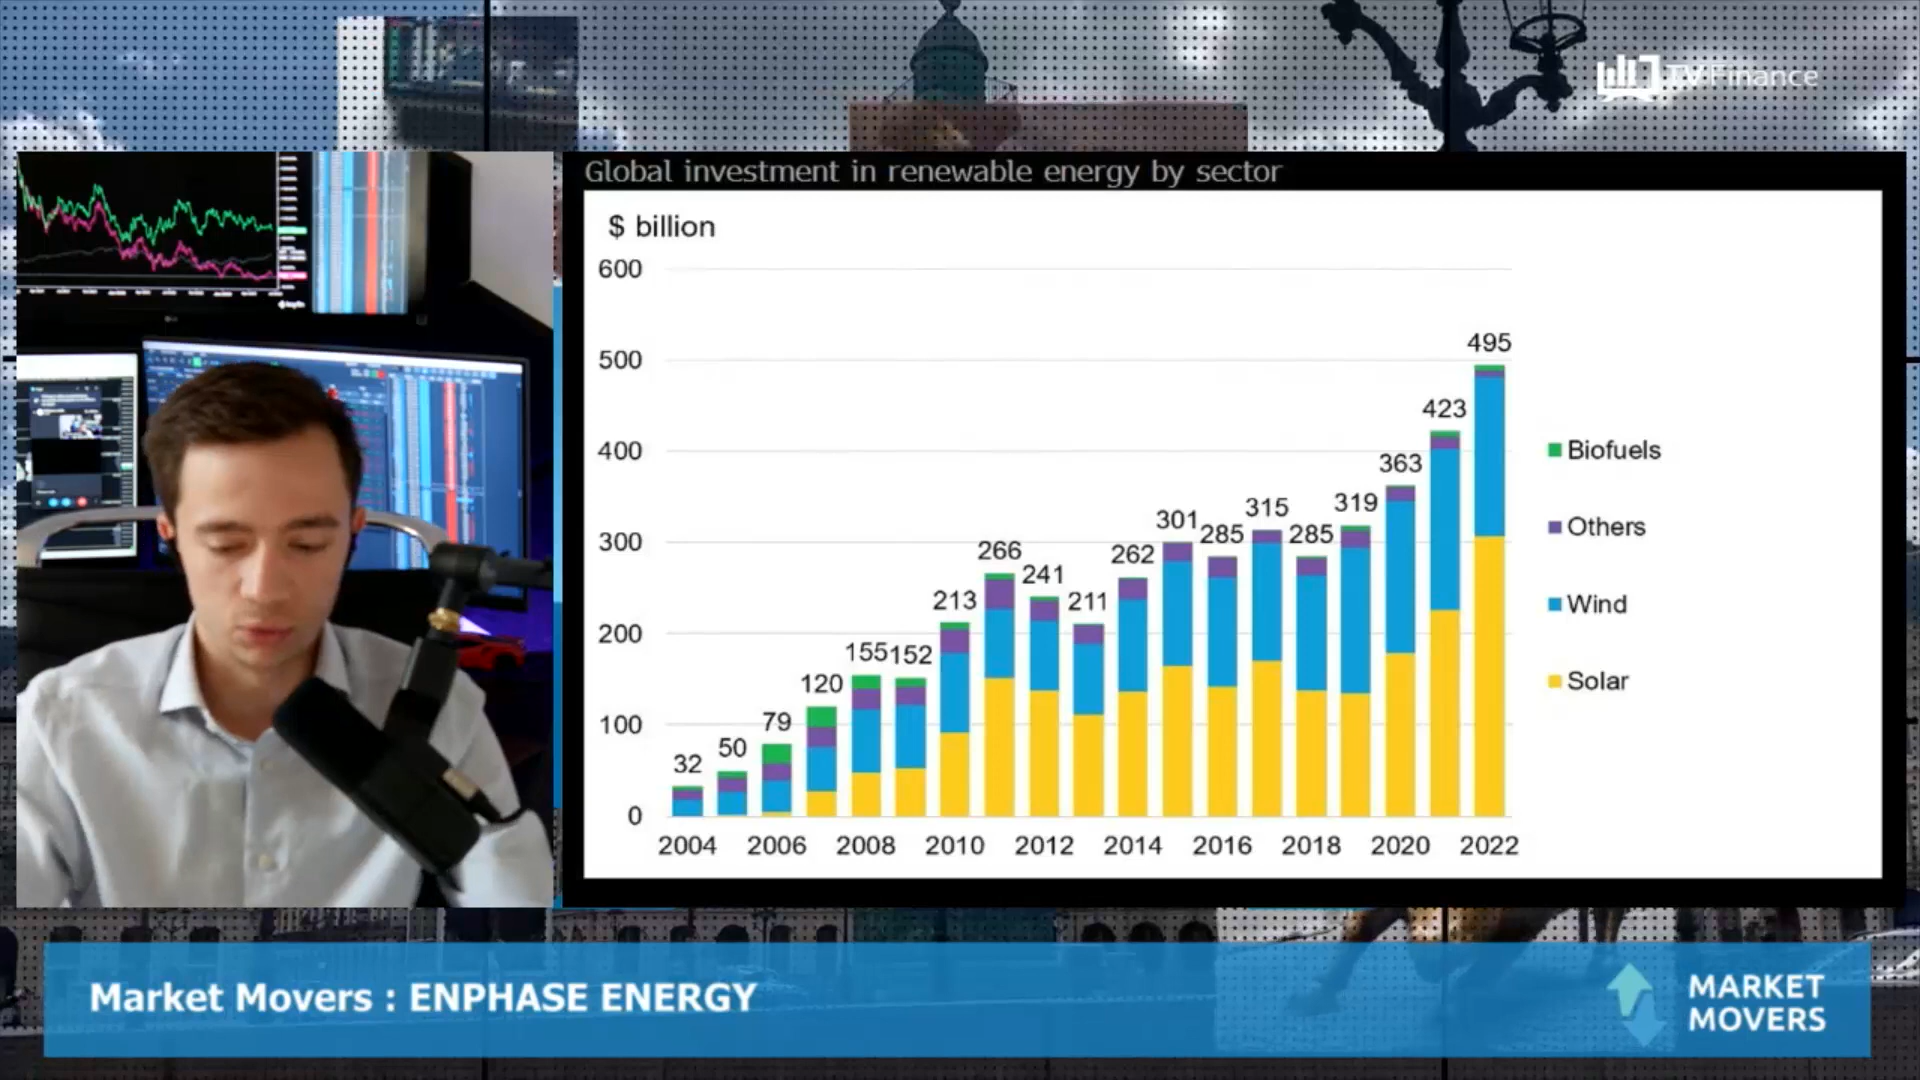 TV Finance
Global investment in renewable energy by sector
$ billion
600
500
400
300
200
100
0
32
50
79
120
155
152
213
266
241
211
262
301
285
315
285
319
363
423
495
2004 2006 2008 2010 2012 2014 2016 2018 2020 2022
Biofuels
Others
Wind
Solar
Market Movers : ENPHASE ENERGY
MARKET
MOVERS